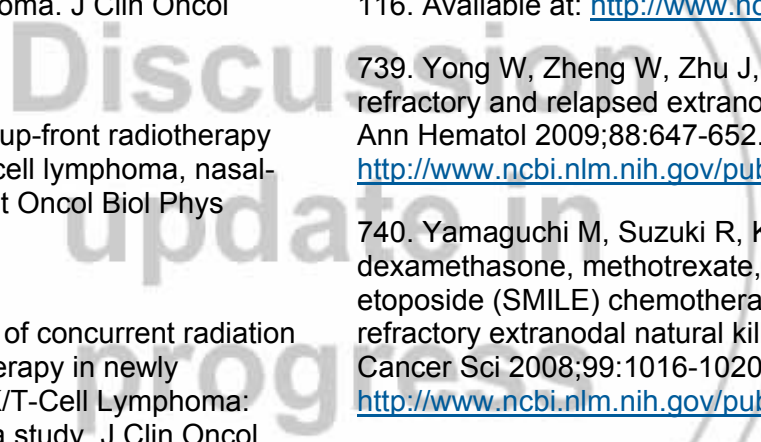 oma. J Clin Oncol
up-front radiotherapy
cell lymphoma, nasal-
t Oncol Biol Phys
of concurrent radiation
erapy in newly
/T-Cell Lymphoma:
a study. J Clin Oncol
116. Available at: http://www.nc
739. Yong W, Zheng W, Zhu J,
refractory and relapsed extrano
Ann Hematol 2009;88:647-652.
http://www.ncbi.nlm.nih.gov/pub
740. Yamaguchi M, Suzuki R, K
dexamethasone, methotrexate,
etoposide (SMILE) chemothera
refractory extranodal natural kil
Cancer Sci 2008;99:1016-1020
http://www.ncbi.nlm.nih.gov/pub
Discussion
update in
progress